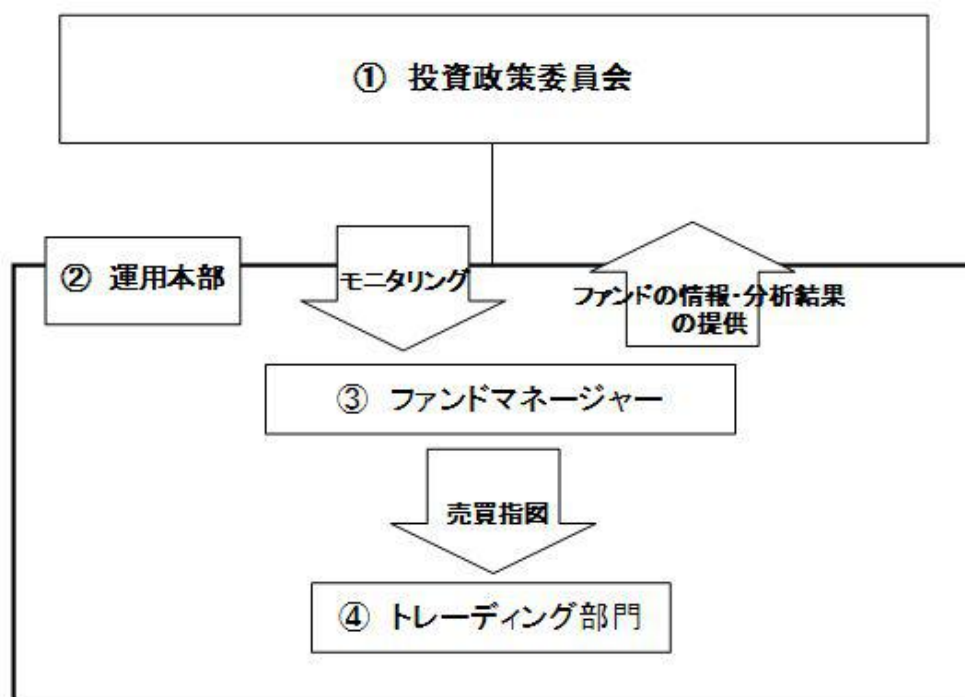 ① 投資政策委員会
② 運用本部
モニタリング
ファンドの情報・分析結果
の提供
③ ファンドマネージャー
売買指図
④ トレーディング部門